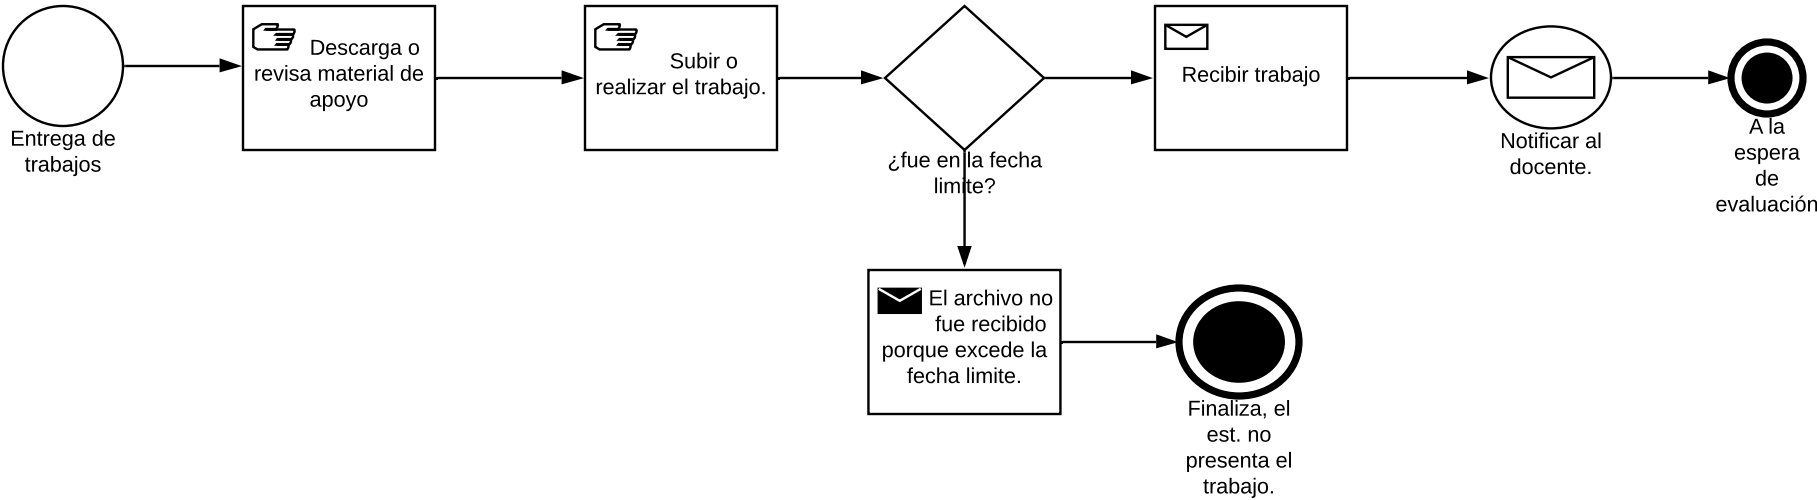 Entrega de
trabajos
Descarga o
revisa material de
apoyo
Subir o
realizar el trabajo.
¿fue en la fecha
limite?
Recibir trabajo
Notificar al
docente.
A la
espera
de
evaluación
El archivo no
fue recibido
porque excede la
fecha limite.
Finaliza, el
est. no
presenta el
trabajo.